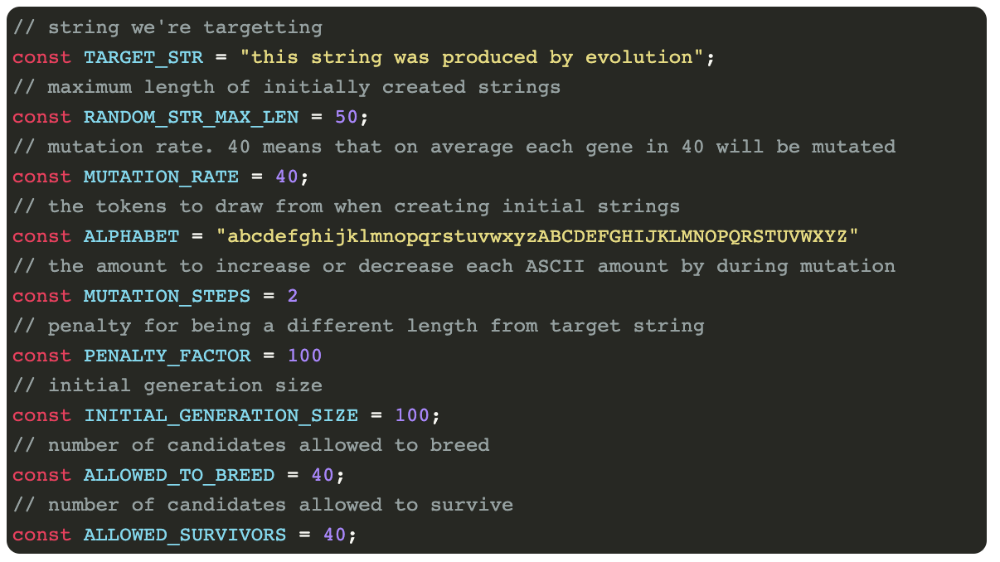 // string we're targetting
const TARGET_STR = "this string was produced by evolution";
// maximum length of initially created strings
const RANDOM_STR_MAX_LEN = 50;
// mutation rate. 40 means that on average each gene in 40 will be mutated
const MUTATION_RATE = 40;
// the tokens to draw from when creating initial strings
const ALPHABET = "abcdefghijklmnopqrstuvwxyzABCDEFGHIJKLMNOPQRSTUVWXYZ"
// the amount to increase or decrease each ASCII amount by during mutation
const MUTATION_STEPS = 2
// penalty for being a different length from target string
const PENALTY_FACTOR = 100
// initial generation size
const INITIAL_GENERATION_SIZE = 100;
// number of candidates allowed to breed
const ALLOWED_TO_BREED = 40;
// number of candidates allowed to survive
const ALLOWED_SURVIVORS = 40;